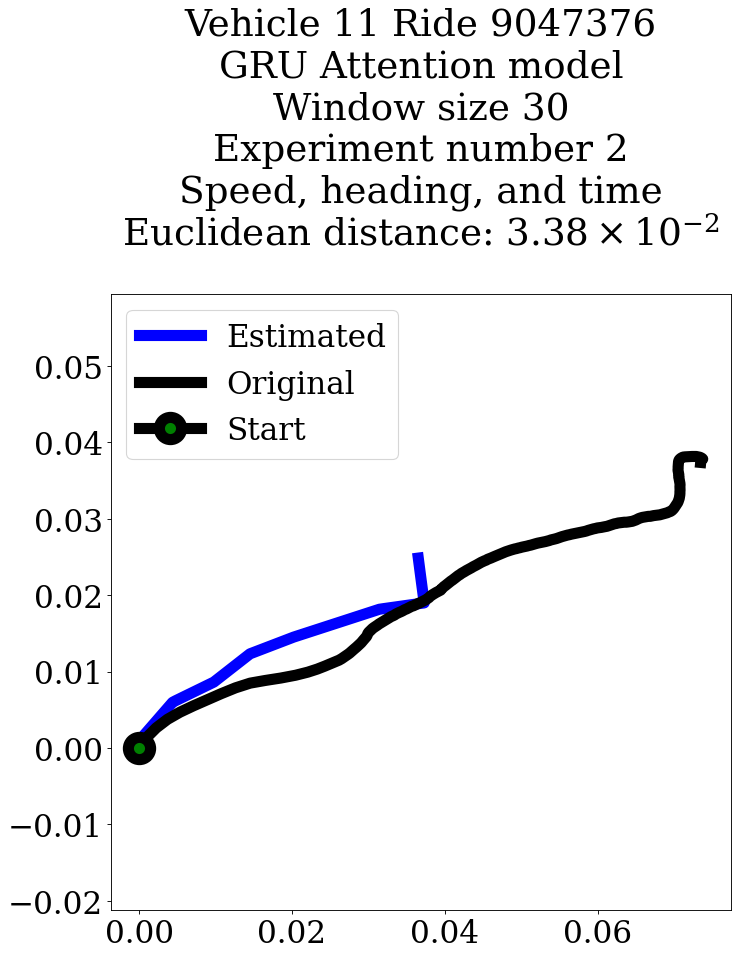 Vehicle 11 Ride 9047376
GRU Attention model
Window size 30
Experiment number 2
Speed, heading, and time
Euclidean distance: 3.38 × 10⁻²
Estimated
Original
Start
0.05
0.04
0.03
0.02
0.01
0.00
−0.01
−0.02
0.00 0.02 0.04 0.06